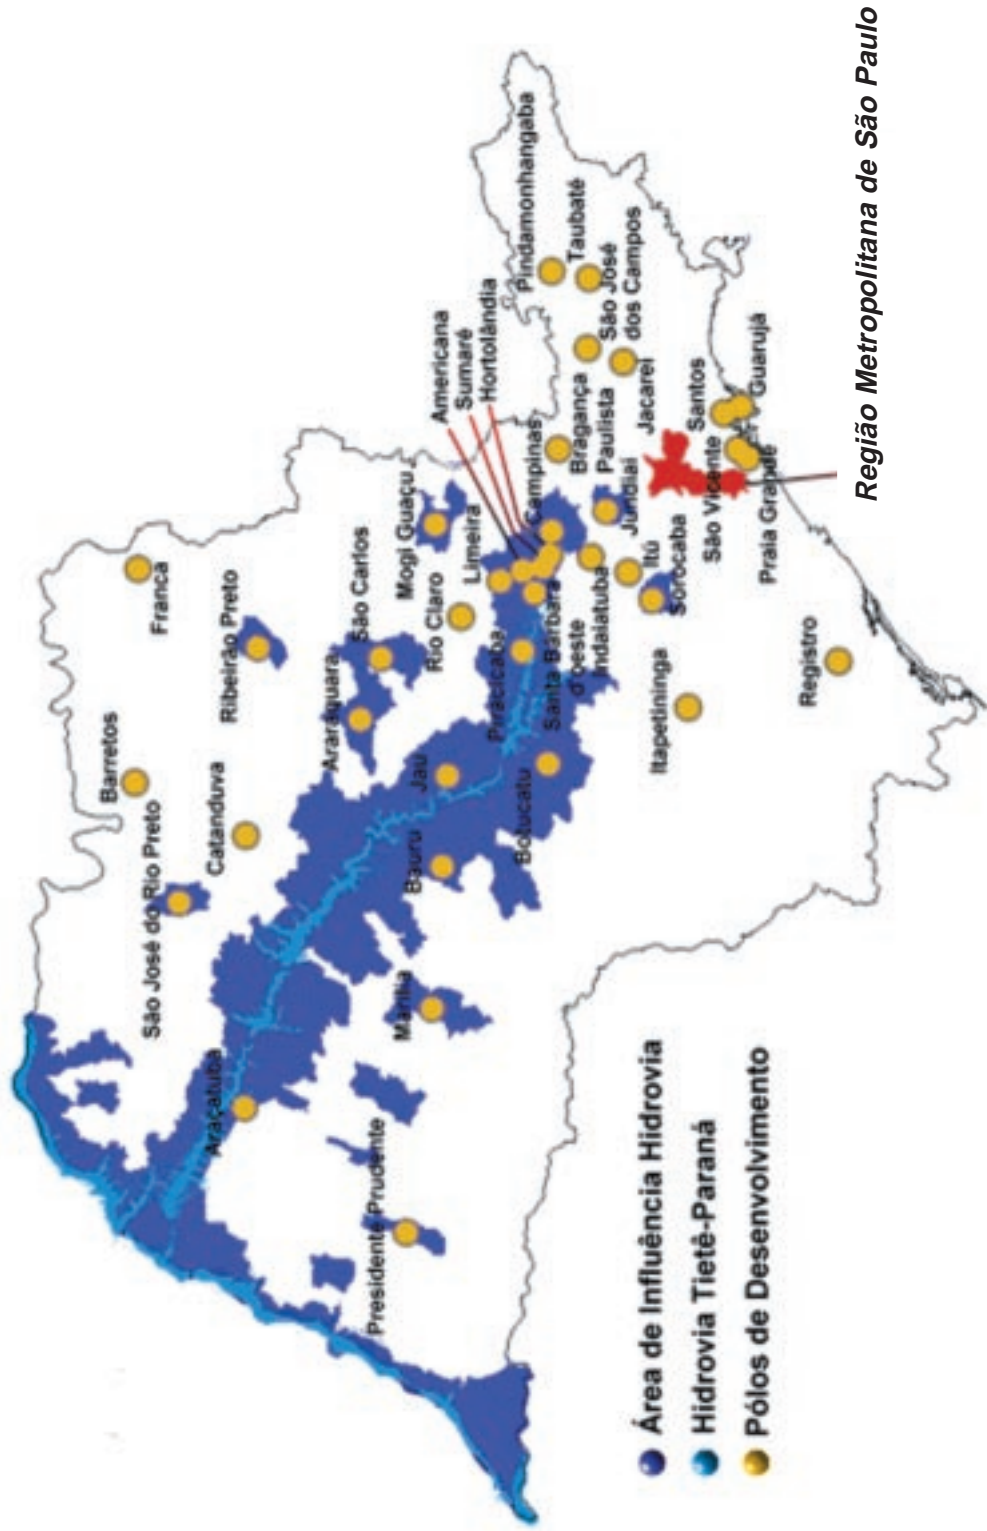 Franca
Barretos
Ribeirão Preto
São José do Rio Preto
Catanduva
São Carlos
Araraquara
Mogi Guaçu
Rio Claro
Limeira
Americana
Sumaré
Hortolândia
Campinas
Pindamonhangaba
Taubaté
São José
dos Campos
Bragança
Paulista
Jacareí
Jundiaí
Araçatuba
Bauru
Jaú
Piracicaba
Santa Bárbara
d'oeste
Indaiatuba
Itú
Sorocaba
Santos
Guarujá
São Vicente
Praia Grande
Marília
Botucatu
Itapetininga
Registro
Presidente Prudente
Região Metropolitana de São Paulo
Área de Influência Hidrovia
Hidrovia Tietê-Paraná
Pólos de Desenvolvimento